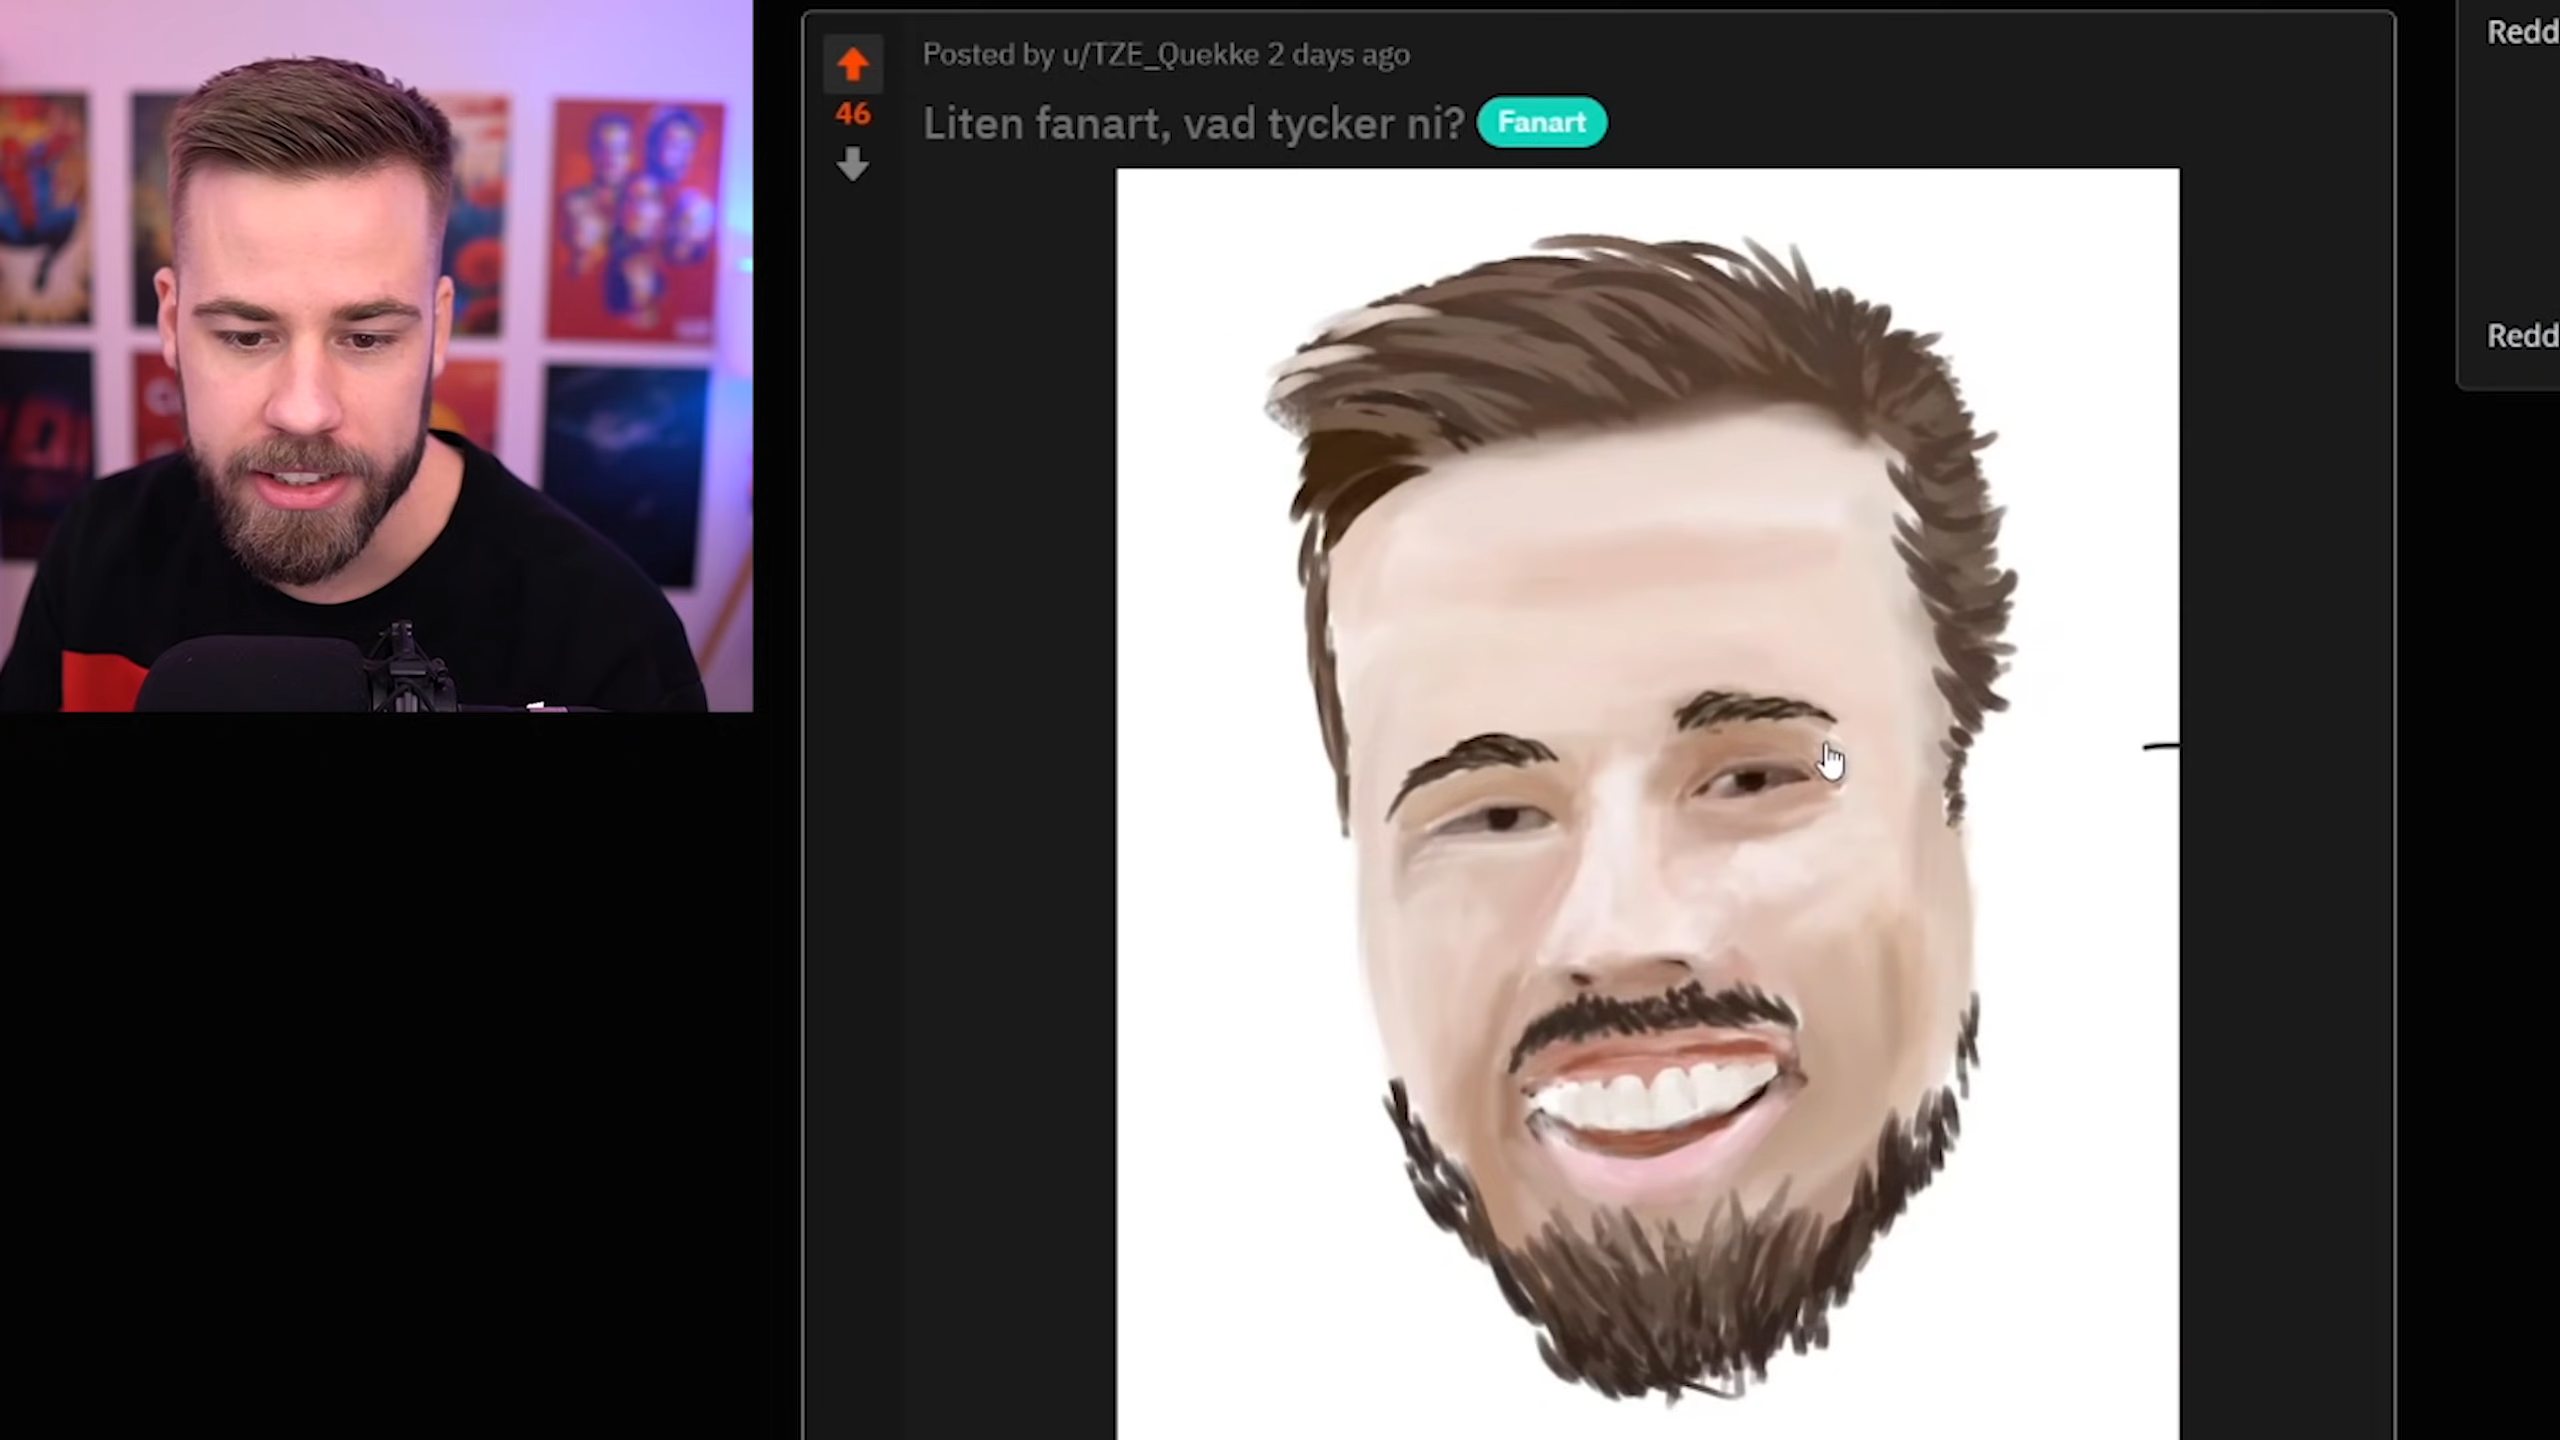 Posted by u/TZE_Quekke 2 days ago
46
Liten fanart, vad tycker ni? Fanart
Redd
Redd